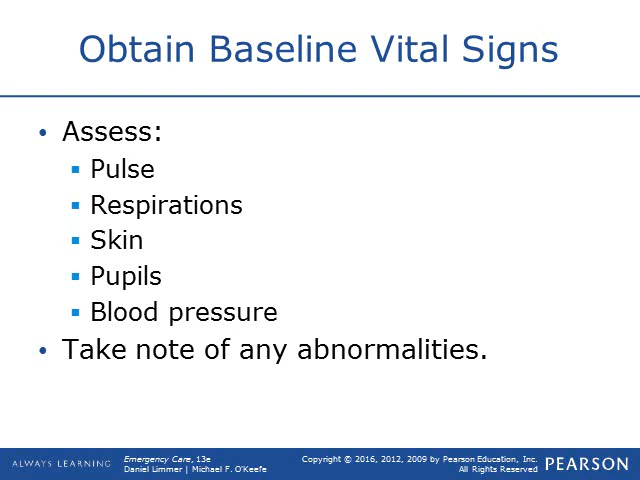 Obtain Baseline Vital Signs
• Assess:
▪ Pulse
▪ Respirations
▪ Skin
▪ Pupils
▪ Blood pressure
• Take note of any abnormalities.
ALWAYS LEARNING
Emergency Care, 13e
Daniel Limmer | Michael F. O'Keefe
Copyright © 2016, 2012, 2009 by Pearson Education, Inc.
All Rights Reserved
PEARSON